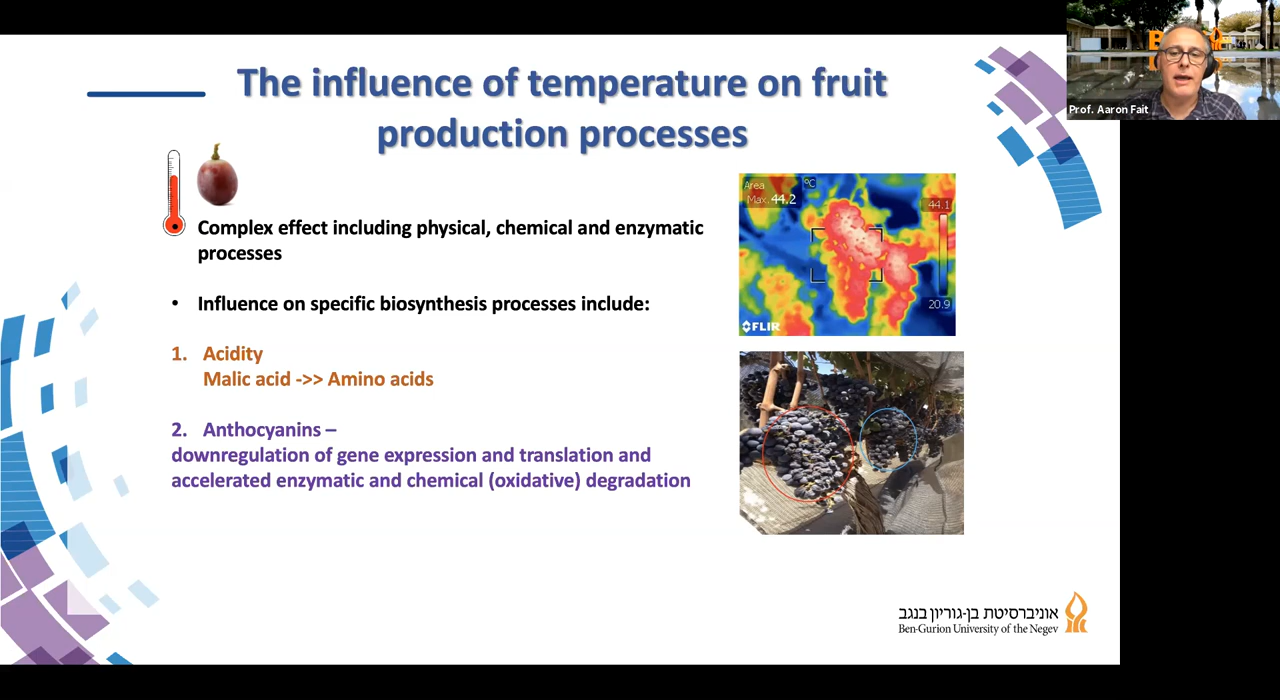 The influence of temperature on fruit
production processes
Prof. Aaron Fait
Complex effect including physical, chemical and enzymatic
processes
• Influence on specific biosynthesis processes include:
1. Acidity
Malic acid ->> Amino acids
2. Anthocyanins –
downregulation of gene expression and translation and
accelerated enzymatic and chemical (oxidative) degradation
Area °C
Max. 44.2
44.1
20.9
FLIR
אוניברסיטת בן-גוריון בנגב
Ben-Gurion University of the Negev